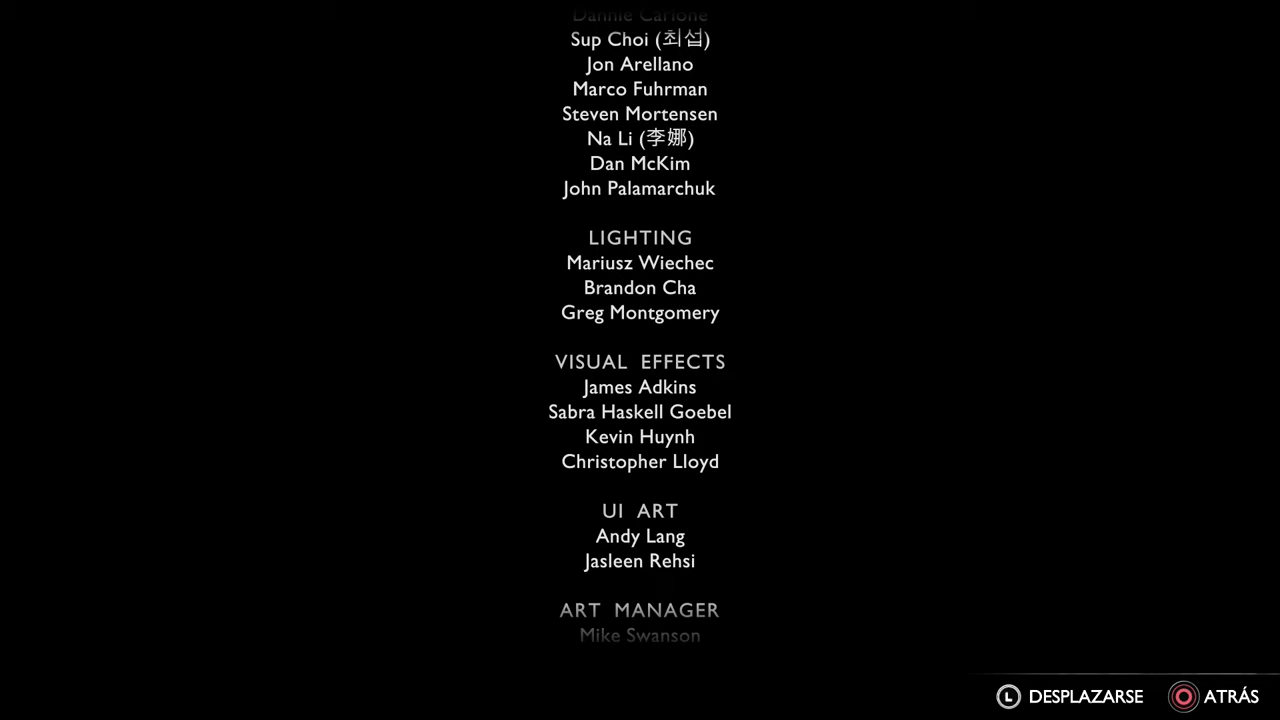 Dannie Carlone
Sup Choi (최섭)
Jon Arellano
Marco Fuhrman
Steven Mortensen
Na Li (李娜)
Dan McKim
John Palamarchuk
LIGHTING
Mariusz Wiechec
Brandon Cha
Greg Montgomery
VISUAL EFFECTS
James Adkins
Sabra Haskell Goebel
Kevin Huynh
Christopher Lloyd
UI ART
Andy Lang
Jasleen Rehsi
ART MANAGER
Mike Swanson
L DESPLAZARSE ATRÁS